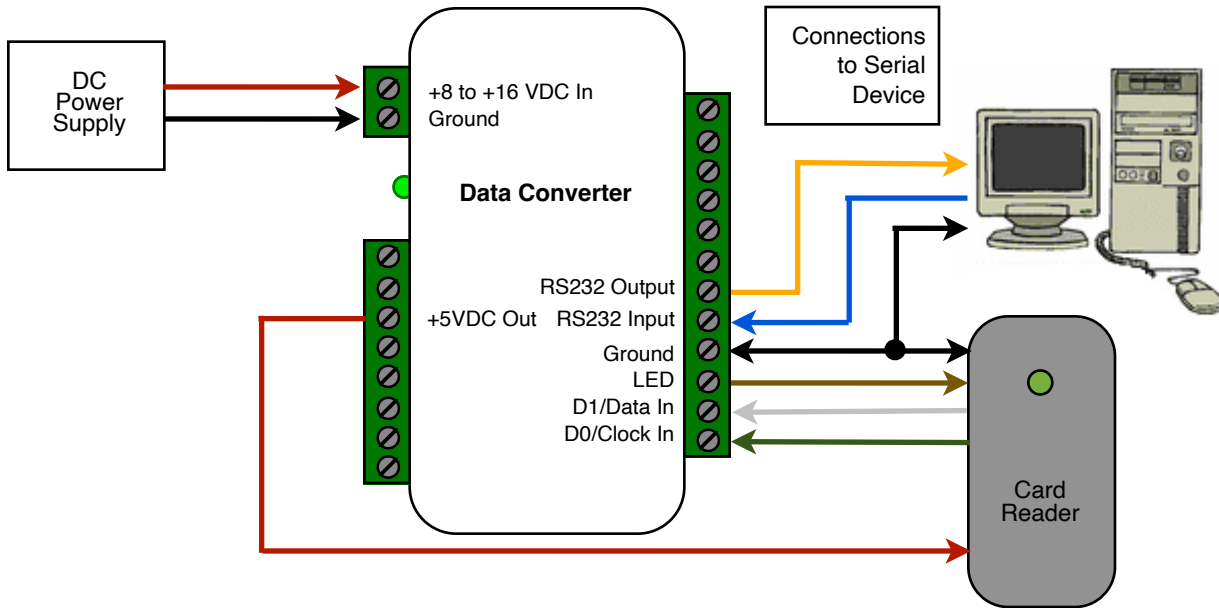 DC
Power
Supply
+8 to +16 VDC In
Ground
Data Converter
Connections
to Serial
Device
RS232 Output
+5VDC Out
RS232 Input
Ground
LED
D1/Data In
D0/Clock In
Card
Reader